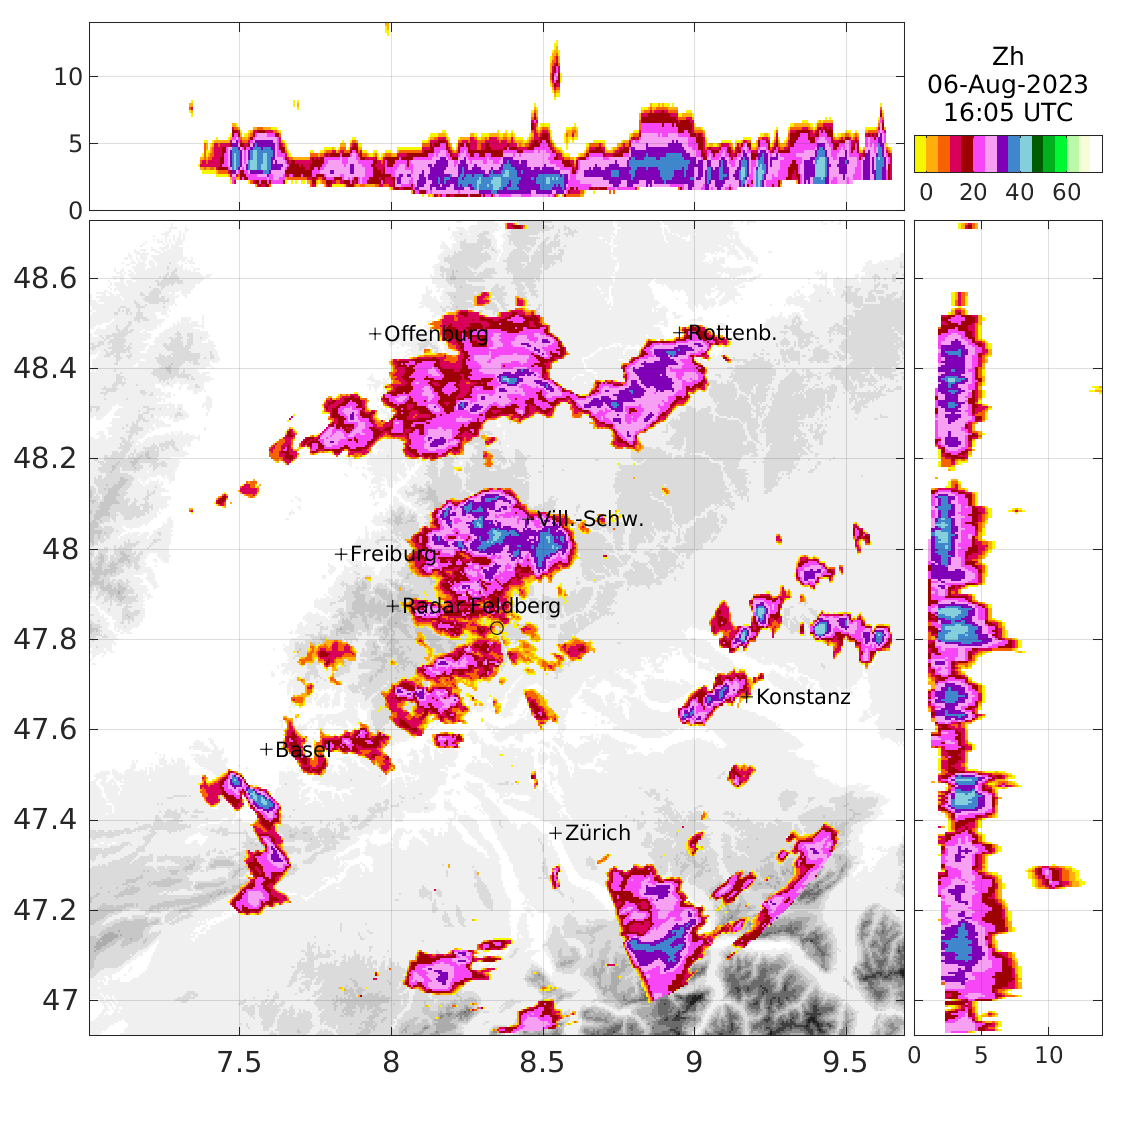 10
5
0
Zh
06-Aug-2023
16:05 UTC
0 20 40 60
48.6
48.4
48.2
48
47.8
47.6
47.4
47.2
47
+Offenburg
+Rottenb.
+Vill.-Schw.
+Freiburg
+Radar Feldberg
+Konstanz
+Basel
+Zürich
7.5 8 8.5 9 9.5
0 5 10